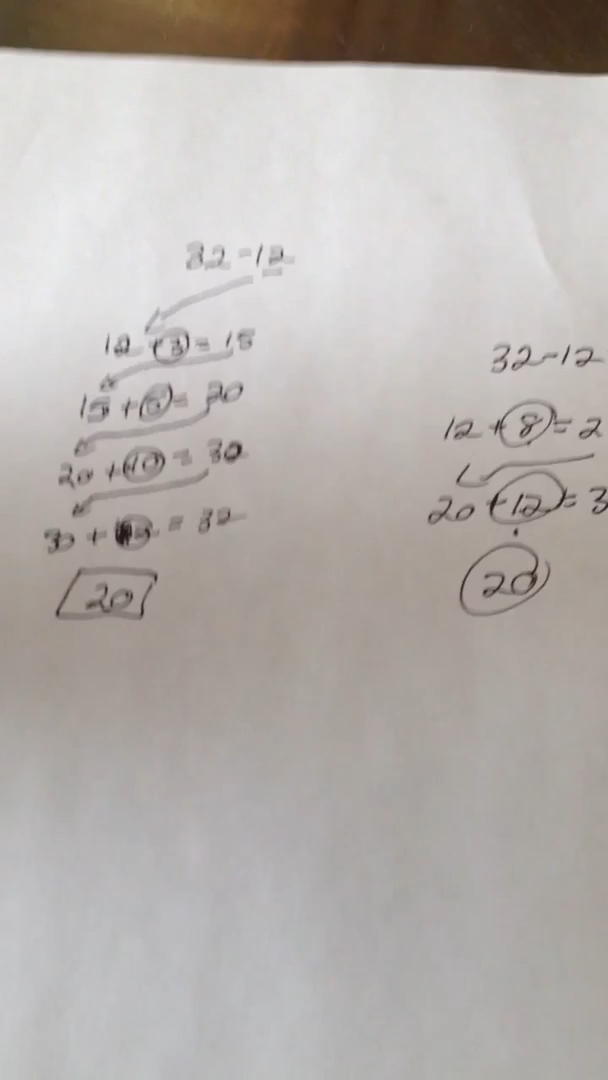 32-12
12 +3 = 15
15 +5 = 20
20 +10 = 30
30 + 2 = 32
20
32-12
12 +8 = 2
20 +12 = 3
20